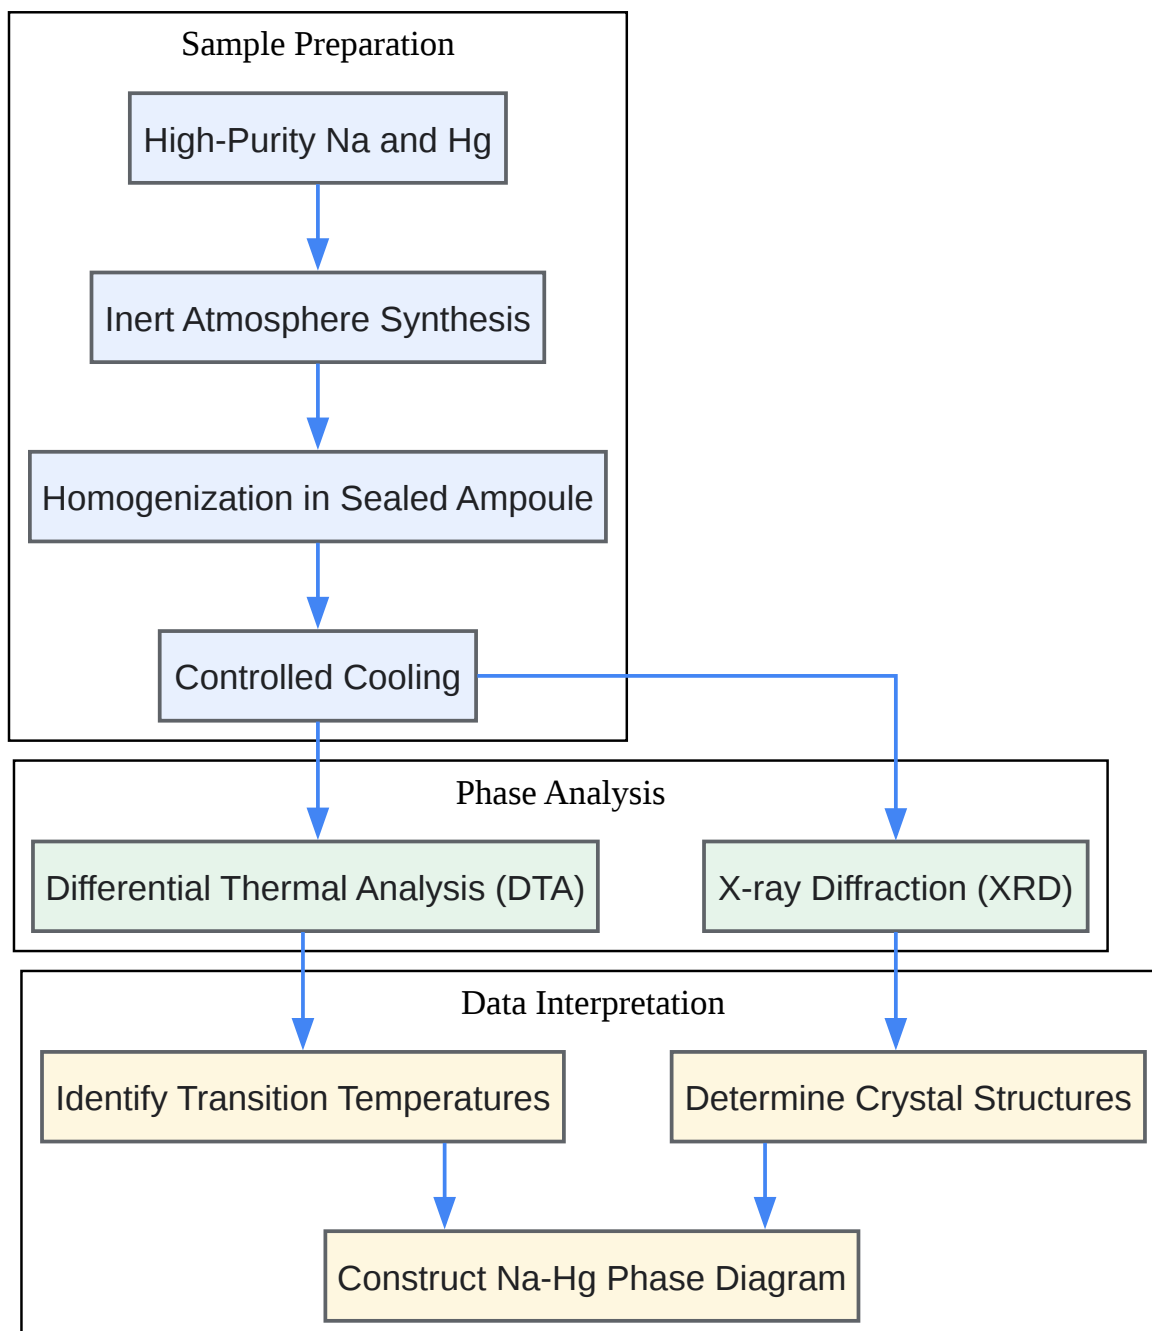 Sample Preparation
High-Purity Na and Hg
Inert Atmosphere Synthesis
Homogenization in Sealed Ampoule
Controlled Cooling
Phase Analysis
Differential Thermal Analysis (DTA)
X-ray Diffraction (XRD)
Data Interpretation
Identify Transition Temperatures
Determine Crystal Structures
Construct Na-Hg Phase Diagram